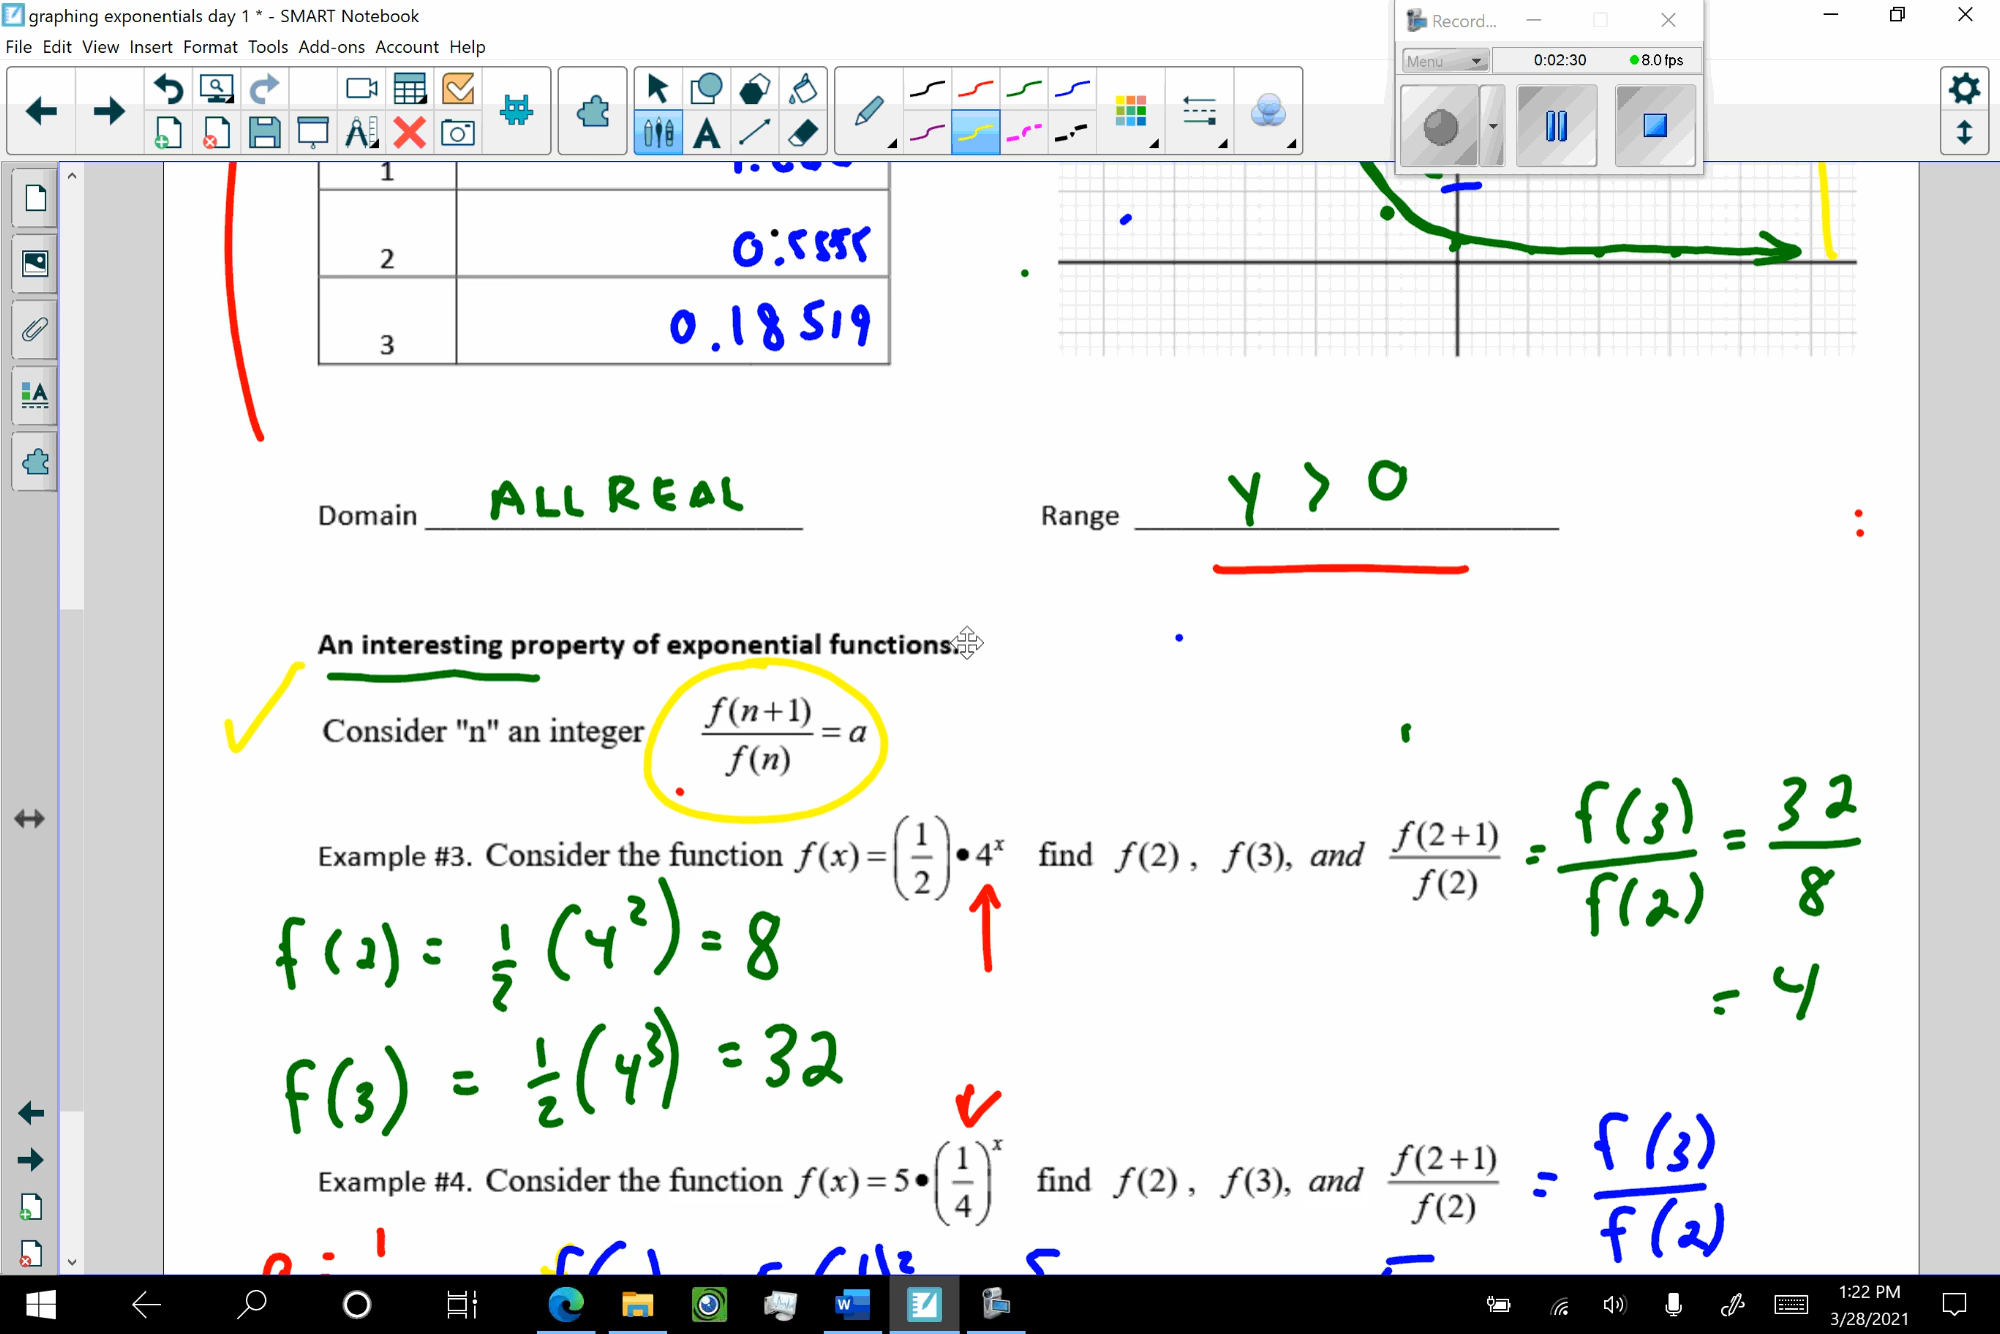 graphing exponentials day 1 * - SMART Notebook
File Edit View Insert Format Tools Add-ons Account Help
Record...
Menu 0:02:30 8.0 fps
1
2 0.5555
3 0.18519
Domain ALL REAL Range y > 0
An interesting property of exponential functions.
Consider "n" an integer f(n+1)/f(n) = a
Example #3. Consider the function f(x) = (1/2) • 4^x find f(2), f(3), and f(2+1)/f(2) = f(3)/f(2) = 32/8
f(2) = 1/2 (4^2) = 8
= 4
f(3) = 1/2 (4^3) = 32
Example #4. Consider the function f(x) = 5 • (1/4)^x find f(2), f(3), and f(2+1)/f(2) = f(3)/f(2)
1:22 PM
3/28/2021